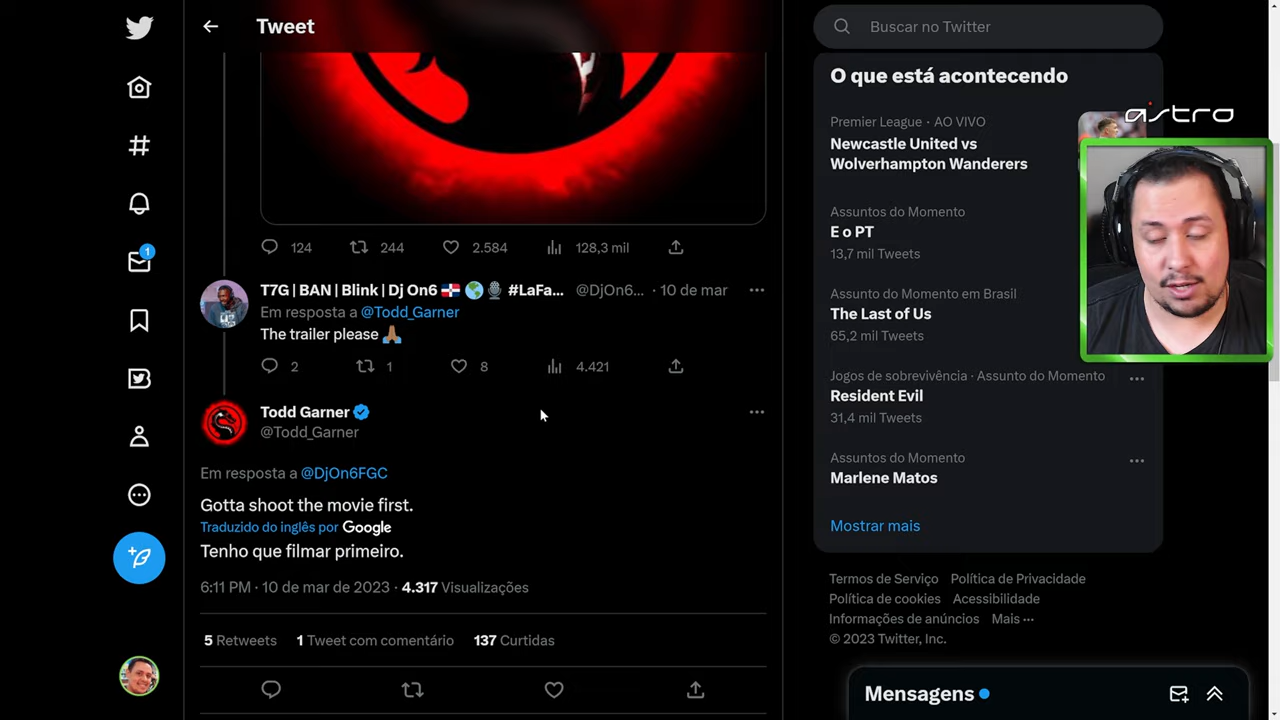 Tweet
124 244 2.584 128,3 mil
T7G | BAN | Blink | Dj On6 🇩🇴 🌎 🎙 #LaFa... @DjOn6... · 10 de mar
Em resposta a @Todd_Garner
The trailer please 🙏🏽
2 1 8 4.421
Todd Garner
@Todd_Garner
Em resposta a @DjOn6FGC
Gotta shoot the movie first.
Traduzido do inglês por Google
Tenho que filmar primeiro.
6:11 PM · 10 de mar de 2023 · 4.317 Visualizações
5 Retweets 1 Tweet com comentário 137 Curtidas
1
Buscar no Twitter
O que está acontecendo
astro
Premier League · AO VIVO
Newcastle United vs
Wolverhampton Wanderers
Assuntos do Momento
E o PT
13,7 mil Tweets
Assunto do Momento em Brasil
The Last of Us
65,2 mil Tweets
Jogos de sobrevivência · Assunto do Momento
Resident Evil
31,4 mil Tweets
Assuntos do Momento
Marlene Matos
Mostrar mais
Termos de Serviço Política de Privacidade
Política de cookies Acessibilidade
Informações de anúncios Mais ···
© 2023 Twitter, Inc.
Mensagens